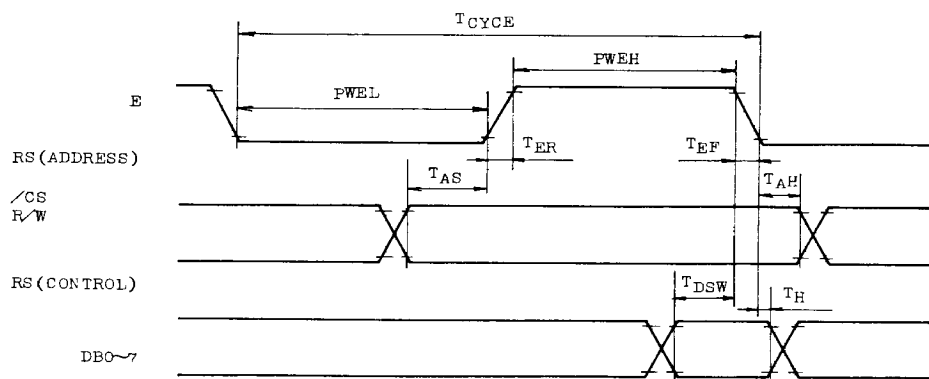 TCYCE
PWEH
PWEL
E
TER
TEF
RS(ADDRESS)
TAS
TAH
/CS
R/W
RS(CONTROL)
TDSW
TH
DB0~7